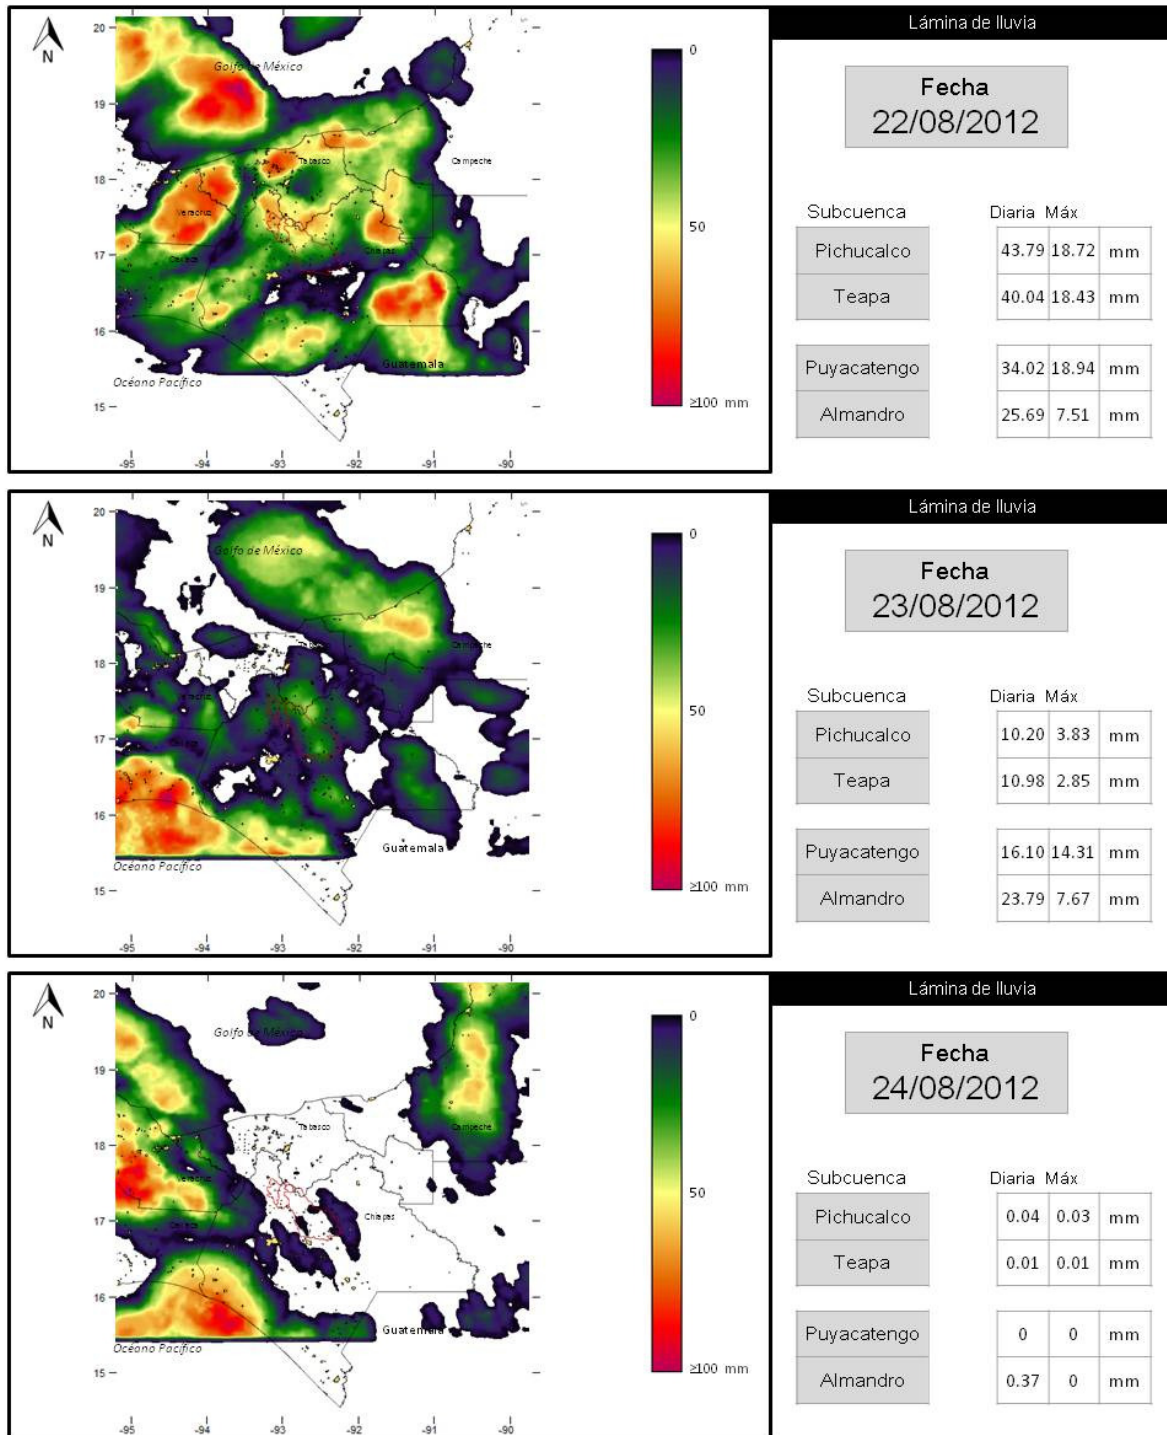 Lámina de lluvia
N
Golfo de México
Campeche
Tabasco
Veracruz
Oaxaca
Chiapas
Guatemala
Océano Pacífico
20
19
18
17
16
15
-95 -94 -93 -92 -91 -90
0
50
≥100 mm
Fecha
22/08/2012
Subcuenca Diaria Máx
Pichucalco 43.79 18.72 mm
Teapa 40.04 18.43 mm
Puyacatengo 34.02 18.94 mm
Almandro 25.69 7.51 mm
Lámina de lluvia
N
Golfo de México
Tabasco
Campeche
Veracruz
Oaxaca
Guatemala
Océano Pacífico
20
19
18
17
16
15
-95 -94 -93 -92 -91 -90
0
50
≥100 mm
Fecha
23/08/2012
Subcuenca Diaria Máx
Pichucalco 10.20 3.83 mm
Teapa 10.98 2.85 mm
Puyacatengo 16.10 14.31 mm
Almandro 23.79 7.67 mm
Lámina de lluvia
N
Golfo de México
Tabasco
Campeche
Veracruz
Oaxaca
Chiapas
Guatemala
Océano Pacífico
20
19
18
17
16
15
-95 -94 -93 -92 -91 -90
0
50
≥100 mm
Fecha
24/08/2012
Subcuenca Diaria Máx
Pichucalco 0.04 0.03 mm
Teapa 0.01 0.01 mm
Puyacatengo 0 0 mm
Almandro 0.37 0 mm